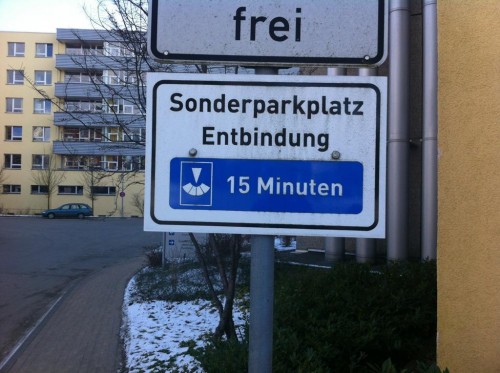 frei
Sonderparkplatz
Entbindung
15 Minuten